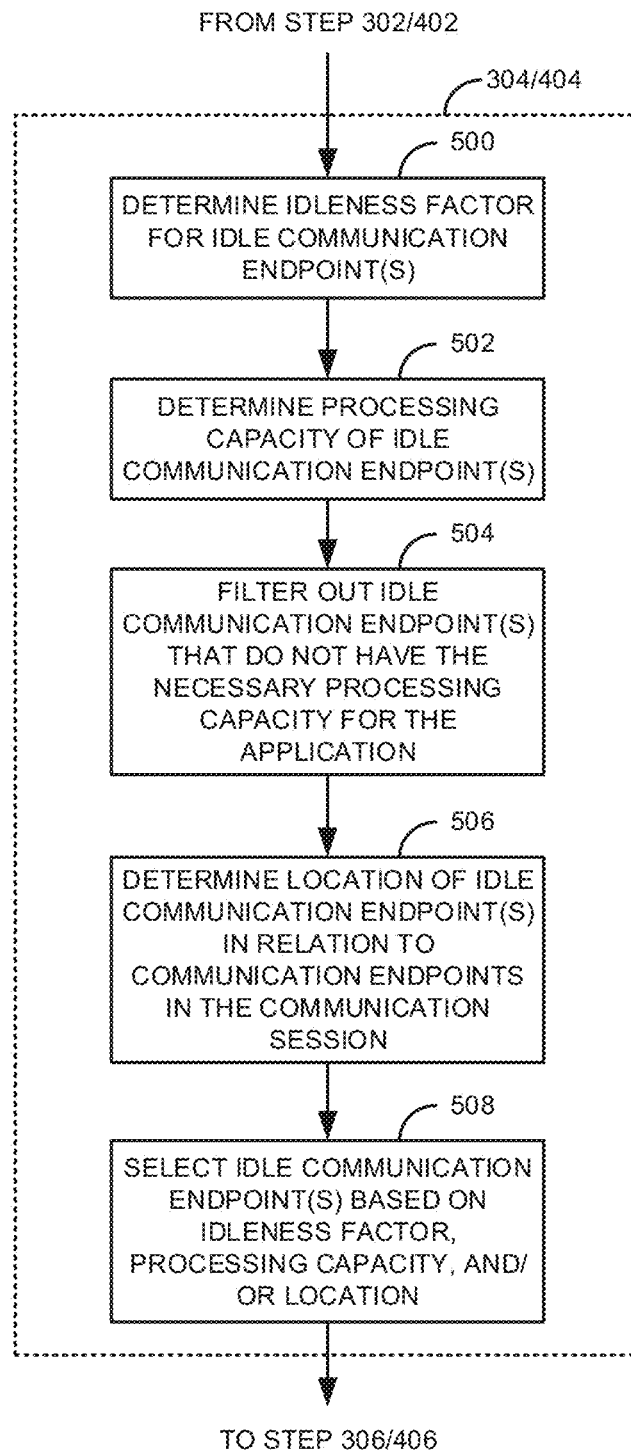 FROM STEP 302/402
304/404
500
DETERMINE IDLENESS FACTOR
FOR IDLE COMMUNICATION
ENDPOINT(S)
502
DETERMINE PROCESSING
CAPACITY OF IDLE
COMMUNICATION ENDPOINT(S)
504
FILTER OUT IDLE
COMMUNICATION ENDPOINT(S)
THAT DO NOT HAVE THE
NECESSARY PROCESSING
CAPACITY FOR THE
APPLICATION
506
DETERMINE LOCATION OF IDLE
COMMUNICATION ENDPOINT(S)
IN RELATION TO
COMMUNICATION ENDPOINTS
IN THE COMMUNICATION
SESSION
508
SELECT IDLE COMMUNICATION
ENDPOINT(S) BASED ON
IDLENESS FACTOR,
PROCESSING CAPACITY, AND/
OR LOCATION
TO STEP 306/406